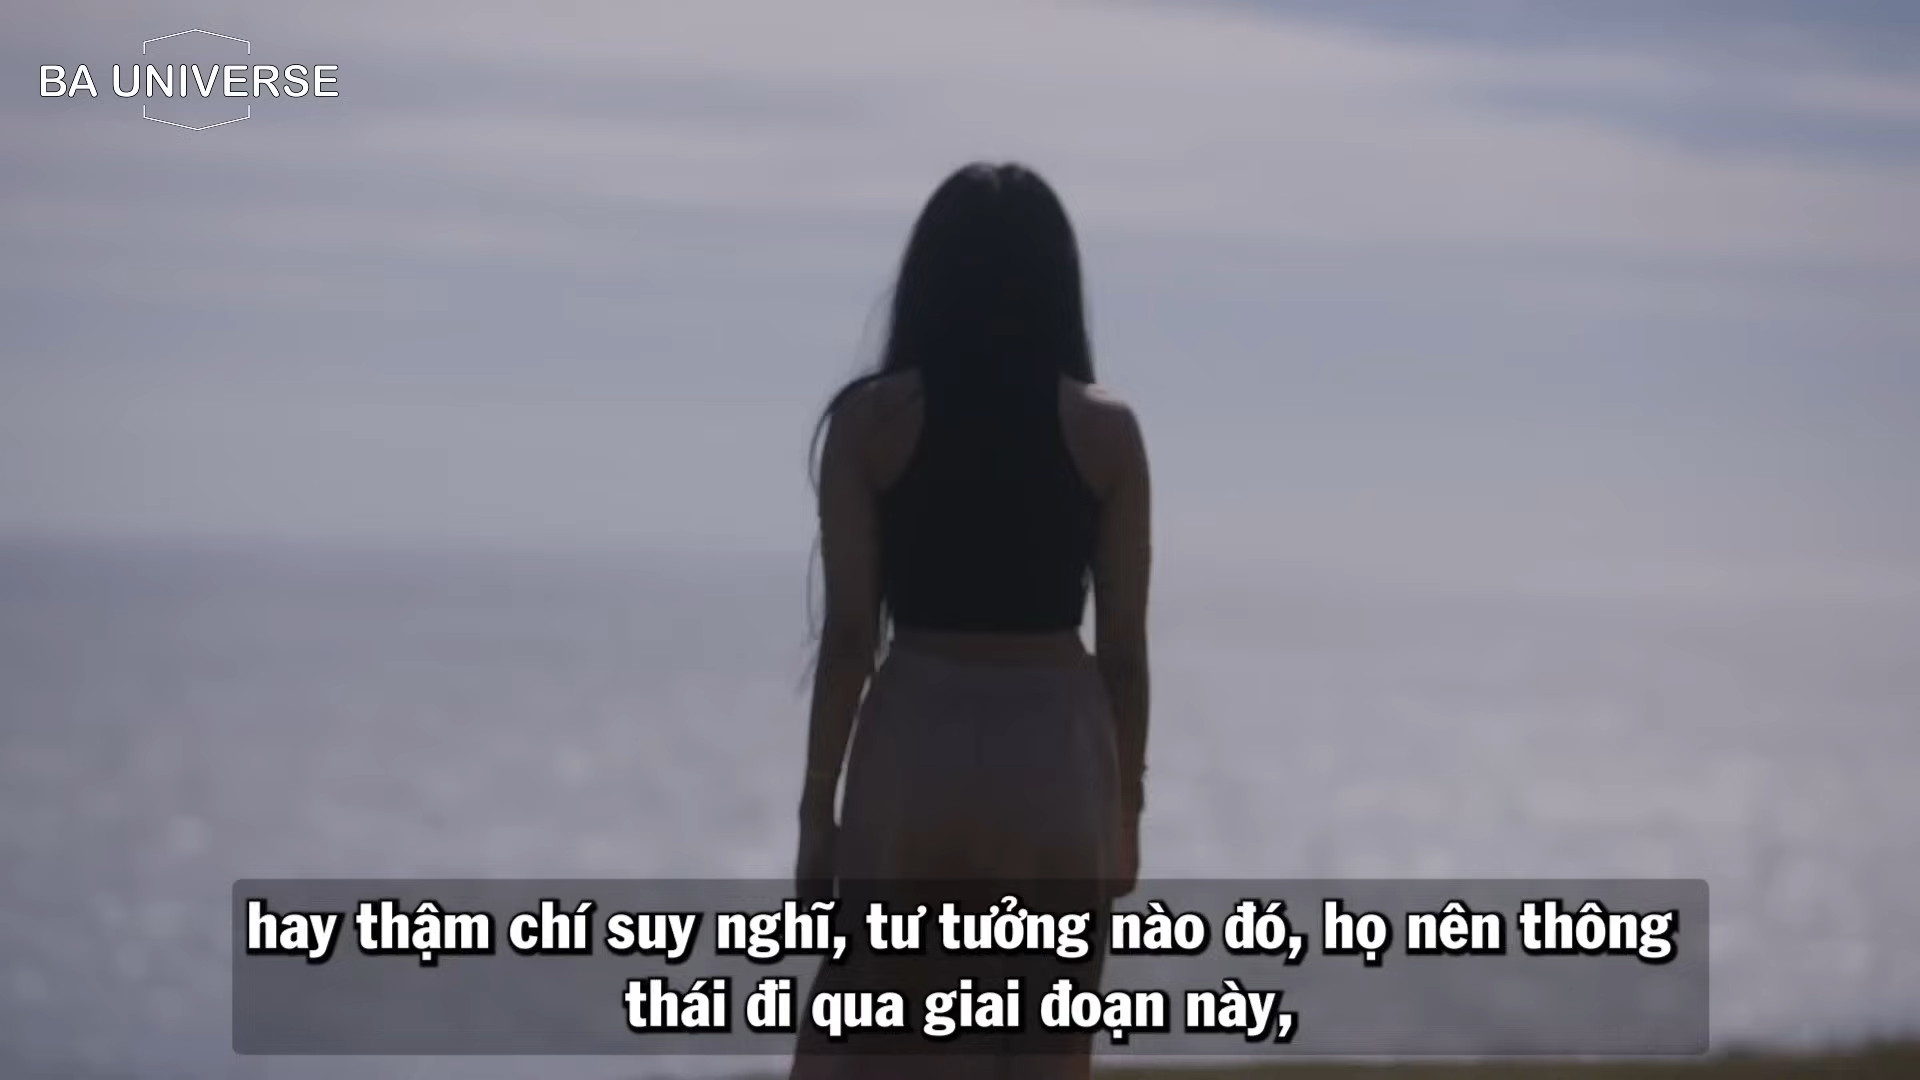 BA UNIVERSE
hay thậm chí suy nghĩ, tư tưởng nào đó, họ nên thông
thái đi qua giai đoạn này,